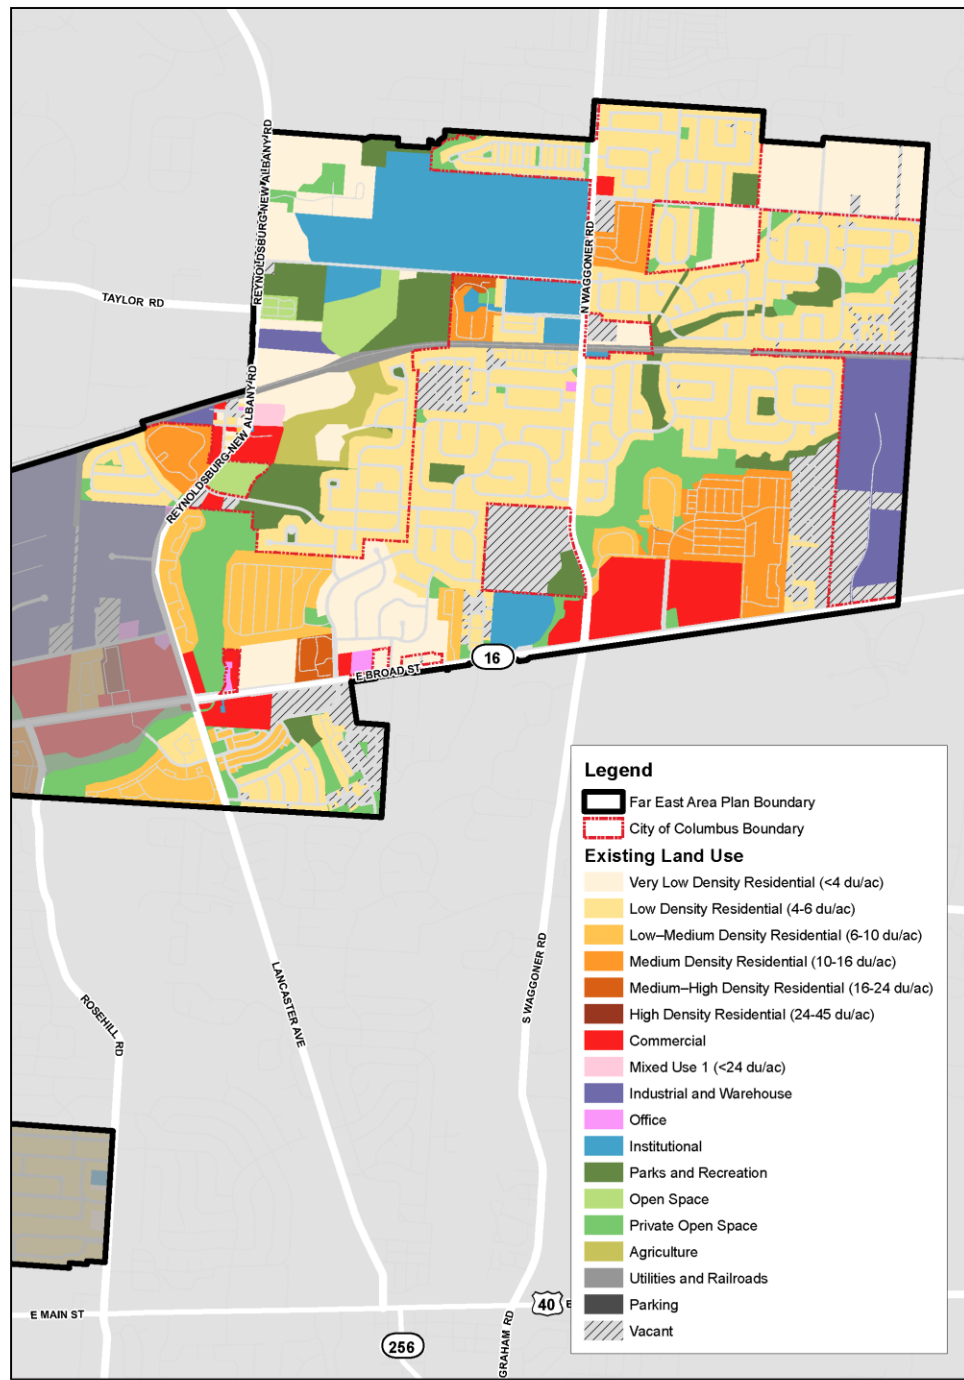 REYNOLDSBURG-NEW ALBANY RD
N WAGGONER RD
TAYLOR RD
REYNOLDSBURG-NEW ALBANY RD
16
E BROAD ST
Legend
Far East Area Plan Boundary
City of Columbus Boundary
Existing Land Use
Very Low Density Residential (<4 du/ac)
Low Density Residential (4-6 du/ac)
Low–Medium Density Residential (6-10 du/ac)
Medium Density Residential (10-16 du/ac)
Medium–High Density Residential (16-24 du/ac)
High Density Residential (24-45 du/ac)
Commercial
Mixed Use 1 (<24 du/ac)
Industrial and Warehouse
Office
Institutional
Parks and Recreation
Open Space
Private Open Space
Agriculture
Utilities and Railroads
Parking
Vacant
ROSEHILL RD
LANCASTER AVE
S WAGGONER RD
E MAIN ST
40
E
256
GRAHAM RD